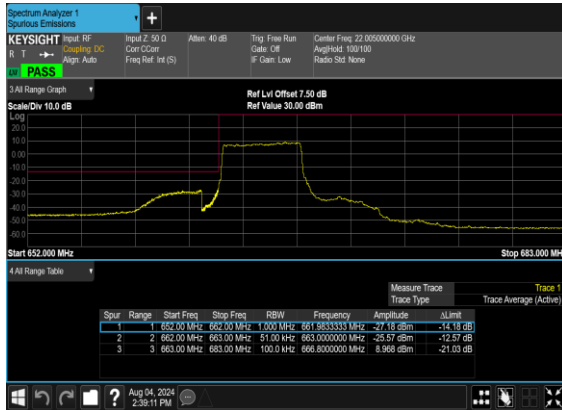 Spectrum Analyzer 1
Spurious Emissions
+
KEYSIGHT Input: RF Input Z: 50 Ω Atten: 40 dB Trig: Free Run Center Freq: 22.005000000 GHz
R T Coupling: DC Corr CCorr Gate: Off Avg|Hold: 100/100
Align: Auto Freq Ref: Int (S) IF Gain: Low Radio Std: None
PASS
3 All Range Graph
Ref Lvl Offset 7.50 dB
Scale/Div 10.0 dB Ref Value 30.00 dBm
Log
20.0
10.0
0.00
-10.0
-20.0
-30.0
-40.0
-50.0
-60.0
Start 652.000 MHz Stop 683.000 MHz
4 All Range Table
Measure Trace Trace 1
Trace Type Trace Average (Active)
Spur Range Start Freq Stop Freq RBW Frequency Amplitude ΔLimit
1 1 652.00 MHz 662.00 MHz 1.000 MHz 661.9833333 MHz -27.18 dBm -14.18 dB
2 2 662.00 MHz 663.00 MHz 51.00 kHz 663.0000000 MHz -25.57 dBm -12.57 dB
3 3 663.00 MHz 683.00 MHz 100.0 kHz 666.8000000 MHz 8.968 dBm -21.03 dB
? Aug 04, 2024
2:39:11 PM